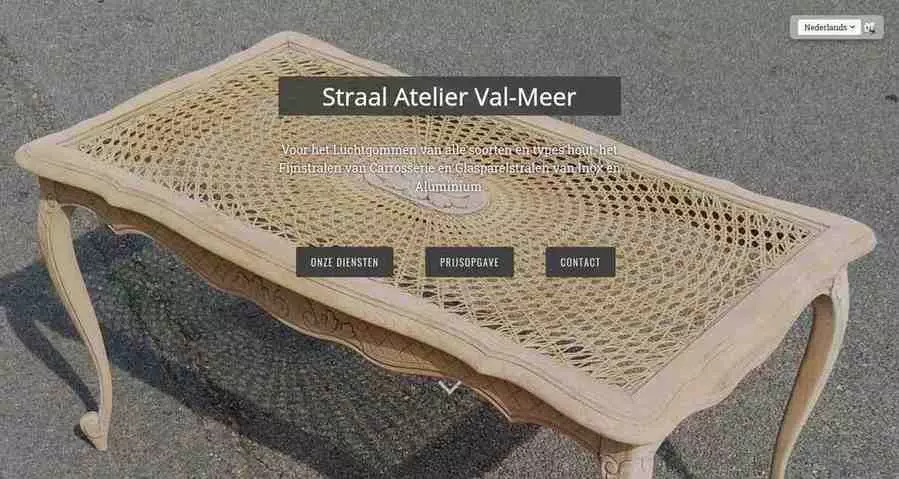 Nederlands
Straal Atelier Val-Meer
Voor het Luchtgommen van alle soorten en types hout, het
Fijnstralen van Carrosserie en Glasparelstralen van Inox en
Aluminium
ONZE DIENSTEN
PRIJSOPGAVE
CONTACT